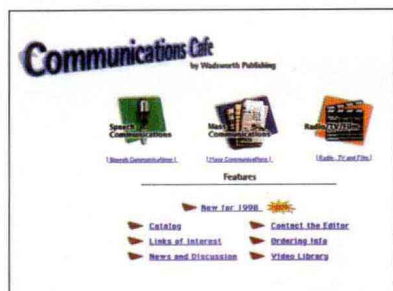 Communications Cafe
by Wadsworth Publishing
Speech Communications
Mass Communications
Radio/TV/Film
[ Speech Communications ]
[ Mass Communications ]
[ Radio, TV and Film ]
Features
New for 1998
Catalog
Contact the Editor
Links of Interest
Ordering Info
News and Discussion
Video Library